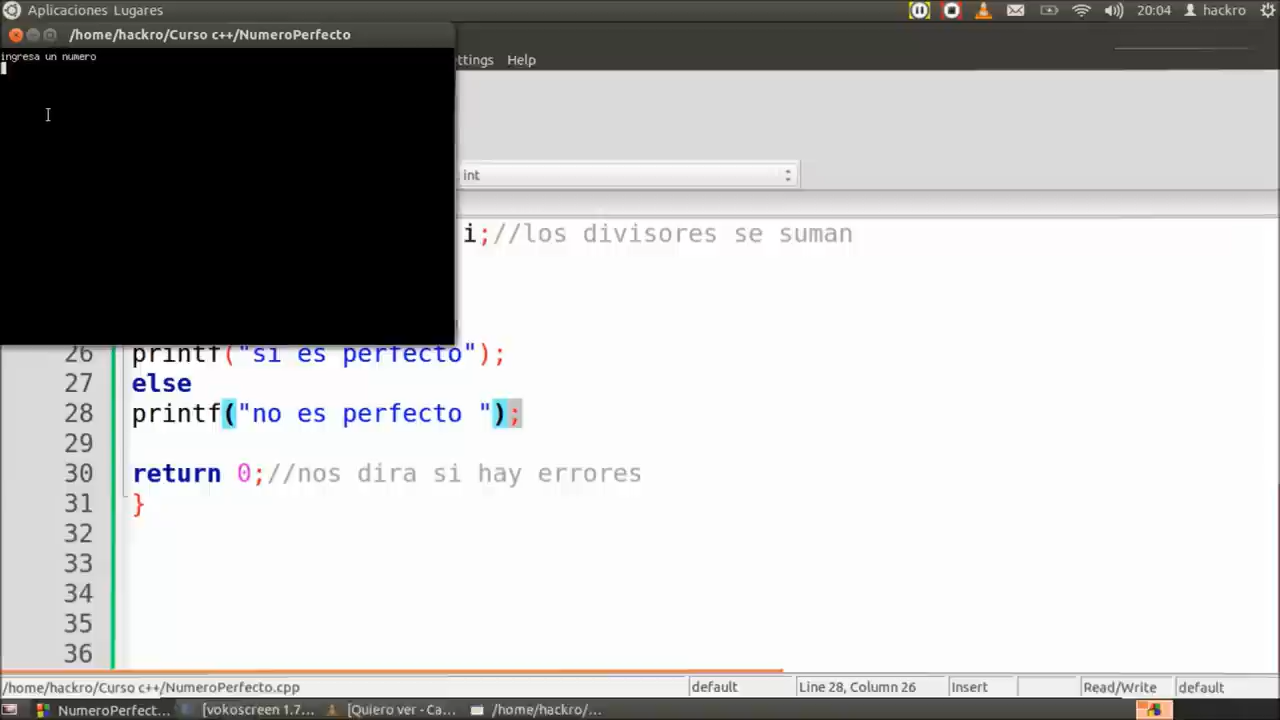 Aplicaciones Lugares
20:04 hackro
/home/hackro/Curso c++/NumeroPerfecto
ingresa un numero
ttings Help
int
i;//los divisores se suman
26 printf("si es perfecto");
27 else
28 printf("no es perfecto ");
29
30 return 0;//nos dira si hay errores
31 }
32
33
34
35
36
/home/hackro/Curso c++/NumeroPerfecto.cpp default Line 28, Column 26 Insert Read/Write default
NumeroPerfect... [vokoscreen 1.7... [Quiero ver - Ca... /home/hackro/...